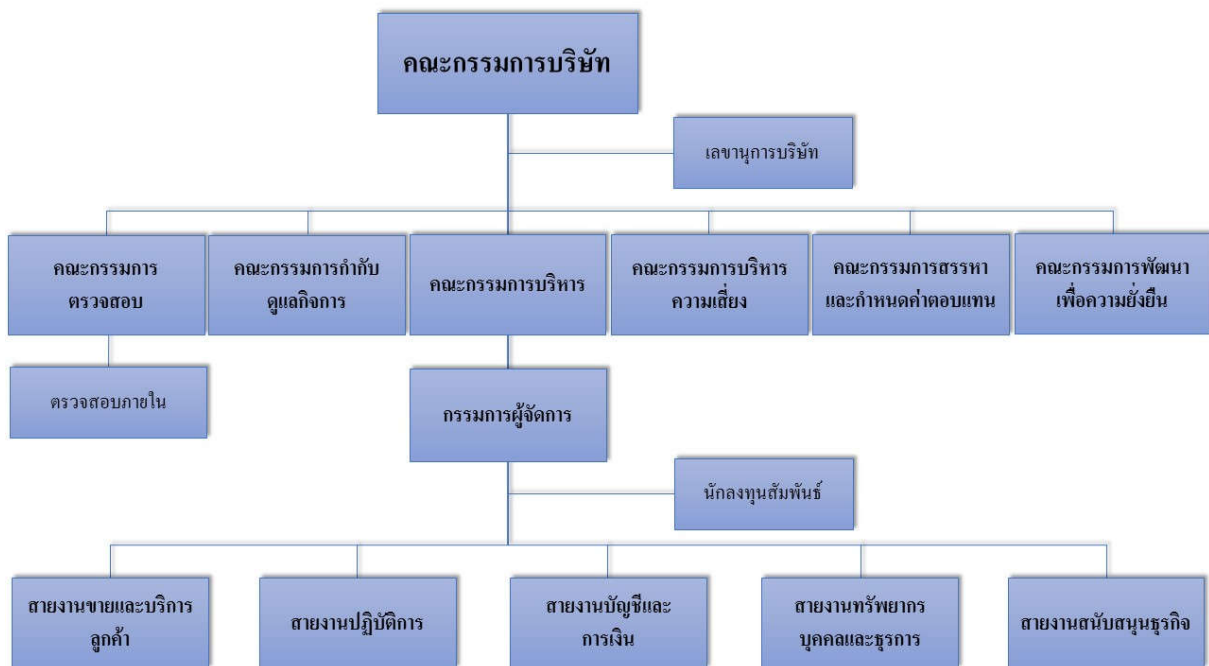 คณะกรรมการบริษัท
เลขานุการบริษัท
คณะกรรมการ
ตรวจสอบ
คณะกรรมการกำกับ
ดูแลกิจการ
คณะกรรมการบริหาร
คณะกรรมการบริหาร
ความเสี่ยง
คณะกรรมการสรรหา
และกำหนดค่าตอบแทน
คณะกรรมการพัฒนา
เพื่อความยั่งยืน
ตรวจสอบภายใน
กรรมการผู้จัดการ
นักลงทุนสัมพันธ์
สายงานขายและบริการ
ลูกค้า
สายงานปฏิบัติการ
สายงานบัญชีและ
การเงิน
สายงานทรัพยากร
บุคคลและธุรการ
สายงานสนับสนุนธุรกิจ